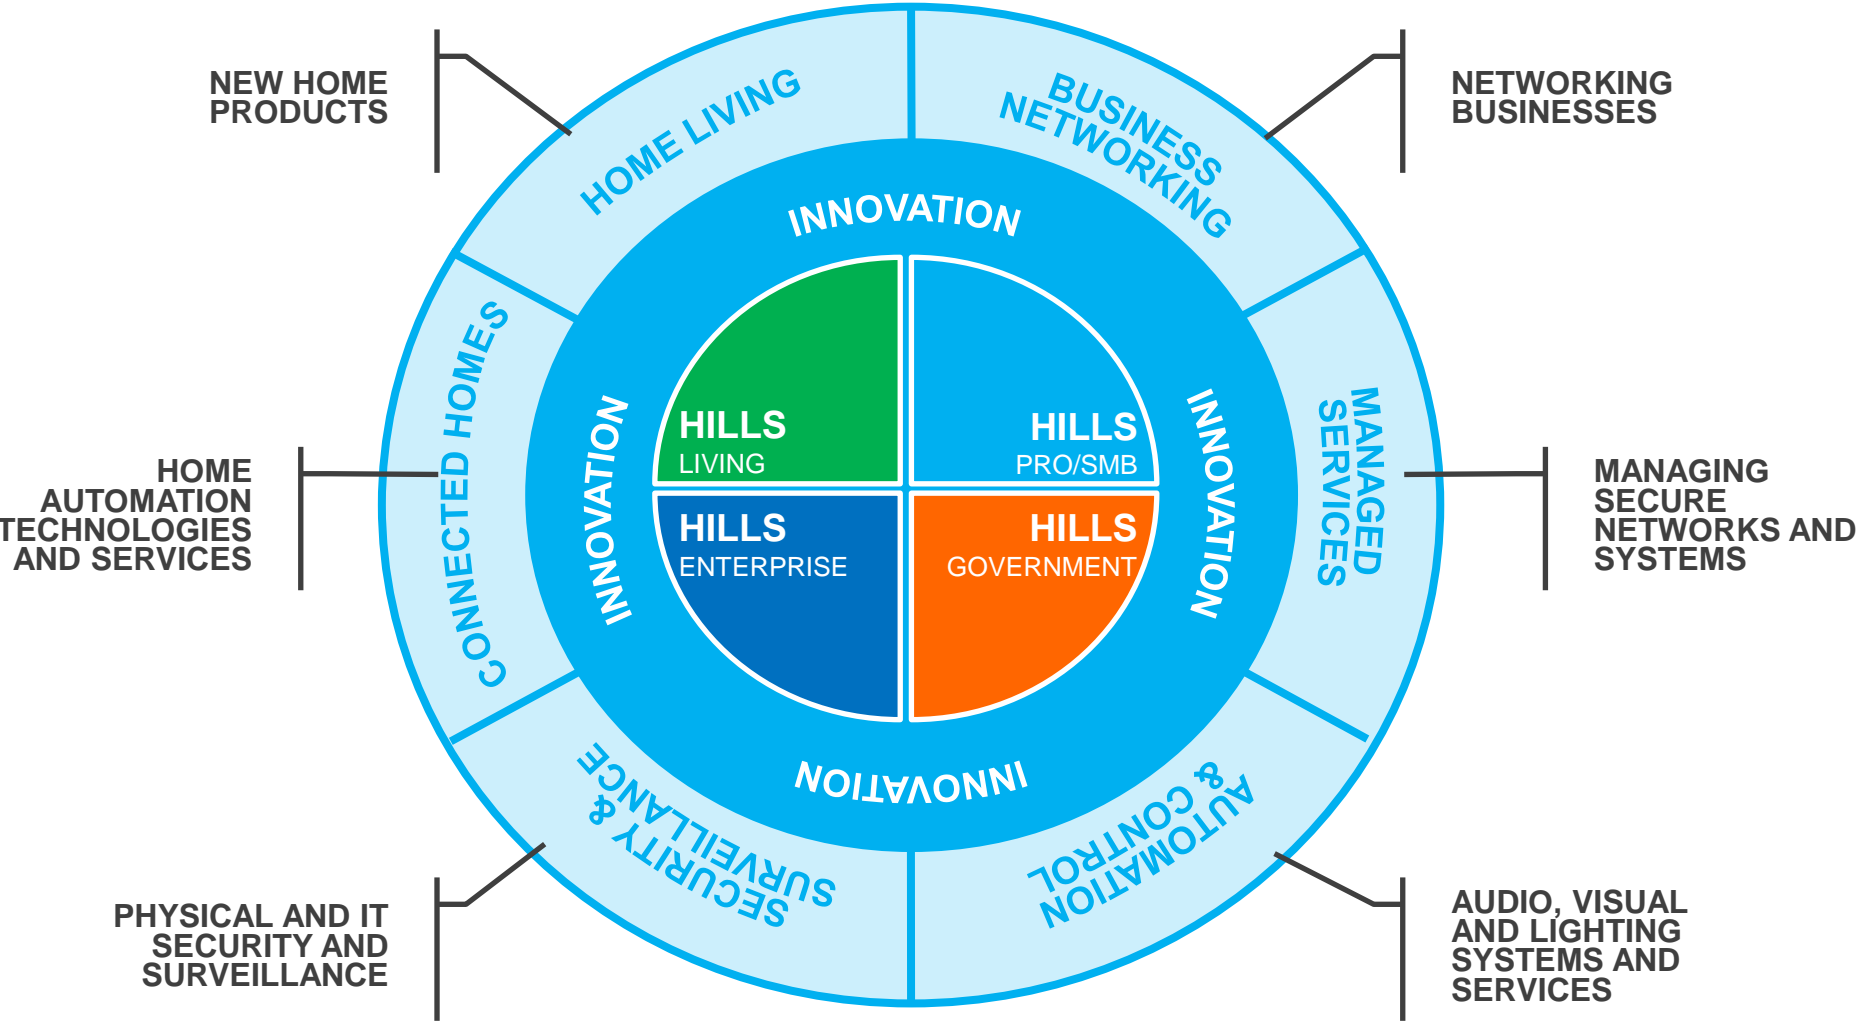 NEW HOME
PRODUCTS
NETWORKING
BUSINESSES
HOME LIVING
BUSINESS
NETWORKING
INNOVATION
CONNECTED HOMES
INNOVATION
HILLS
LIVING
HILLS
PRO/SMB
INNOVATION
MANAGED
SERVICES
HOME
AUTOMATION
TECHNOLOGIES
AND SERVICES
HILLS
ENTERPRISE
HILLS
GOVERNMENT
MANAGING
SECURE
NETWORKS AND
SYSTEMS
INNOVATION
SECURITY &
SURVEILLANCE
AUTOMATION
& CONTROL
PHYSICAL AND IT
SECURITY AND
SURVEILLANCE
AUDIO, VISUAL
AND LIGHTING
SYSTEMS AND
SERVICES